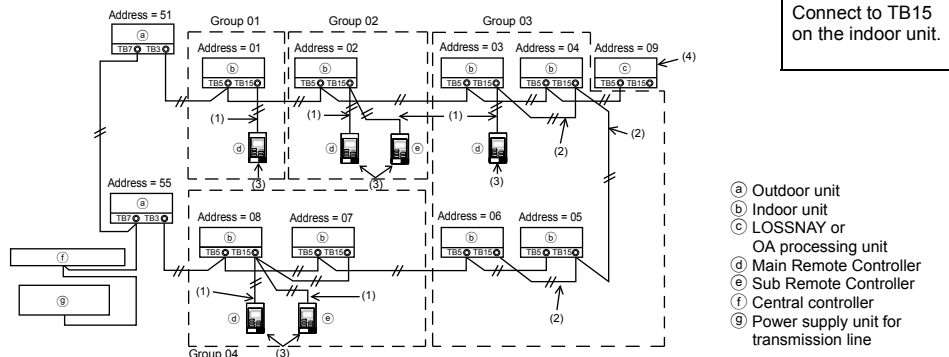 Connect to TB15
on the indoor unit.
Address = 51
ⓐ
TB7 TB3
Group 01
Address = 01
ⓑ
TB5 TB15
(1)
ⓓ
(3)
Group 02
Address = 02
ⓑ
TB5 TB15
(1)
(1)
ⓓ
ⓔ
(3)
Group 03
Address = 03
ⓑ
TB5 TB15
ⓓ
(3)
Address = 04
ⓑ
TB5 TB15
(2)
(2)
Address = 09
ⓒ
TB5 TB15
(4)
Address = 55
ⓐ
TB7 TB3
ⓕ
ⓖ
Address = 08
ⓑ
TB5 TB15
Address = 07
ⓑ
TB5 TB15
(1)
(1)
ⓓ
ⓔ
(3)
Group 04
Address = 06
ⓑ
TB5 TB15
Address = 05
ⓑ
TB5 TB15
(2)
ⓐ Outdoor unit
ⓑ Indoor unit
ⓒ LOSSNAY or
OA processing unit
ⓓ Main Remote Controller
ⓔ Sub Remote Controller
ⓕ Central controller
ⓖ Power supply unit for
transmission line